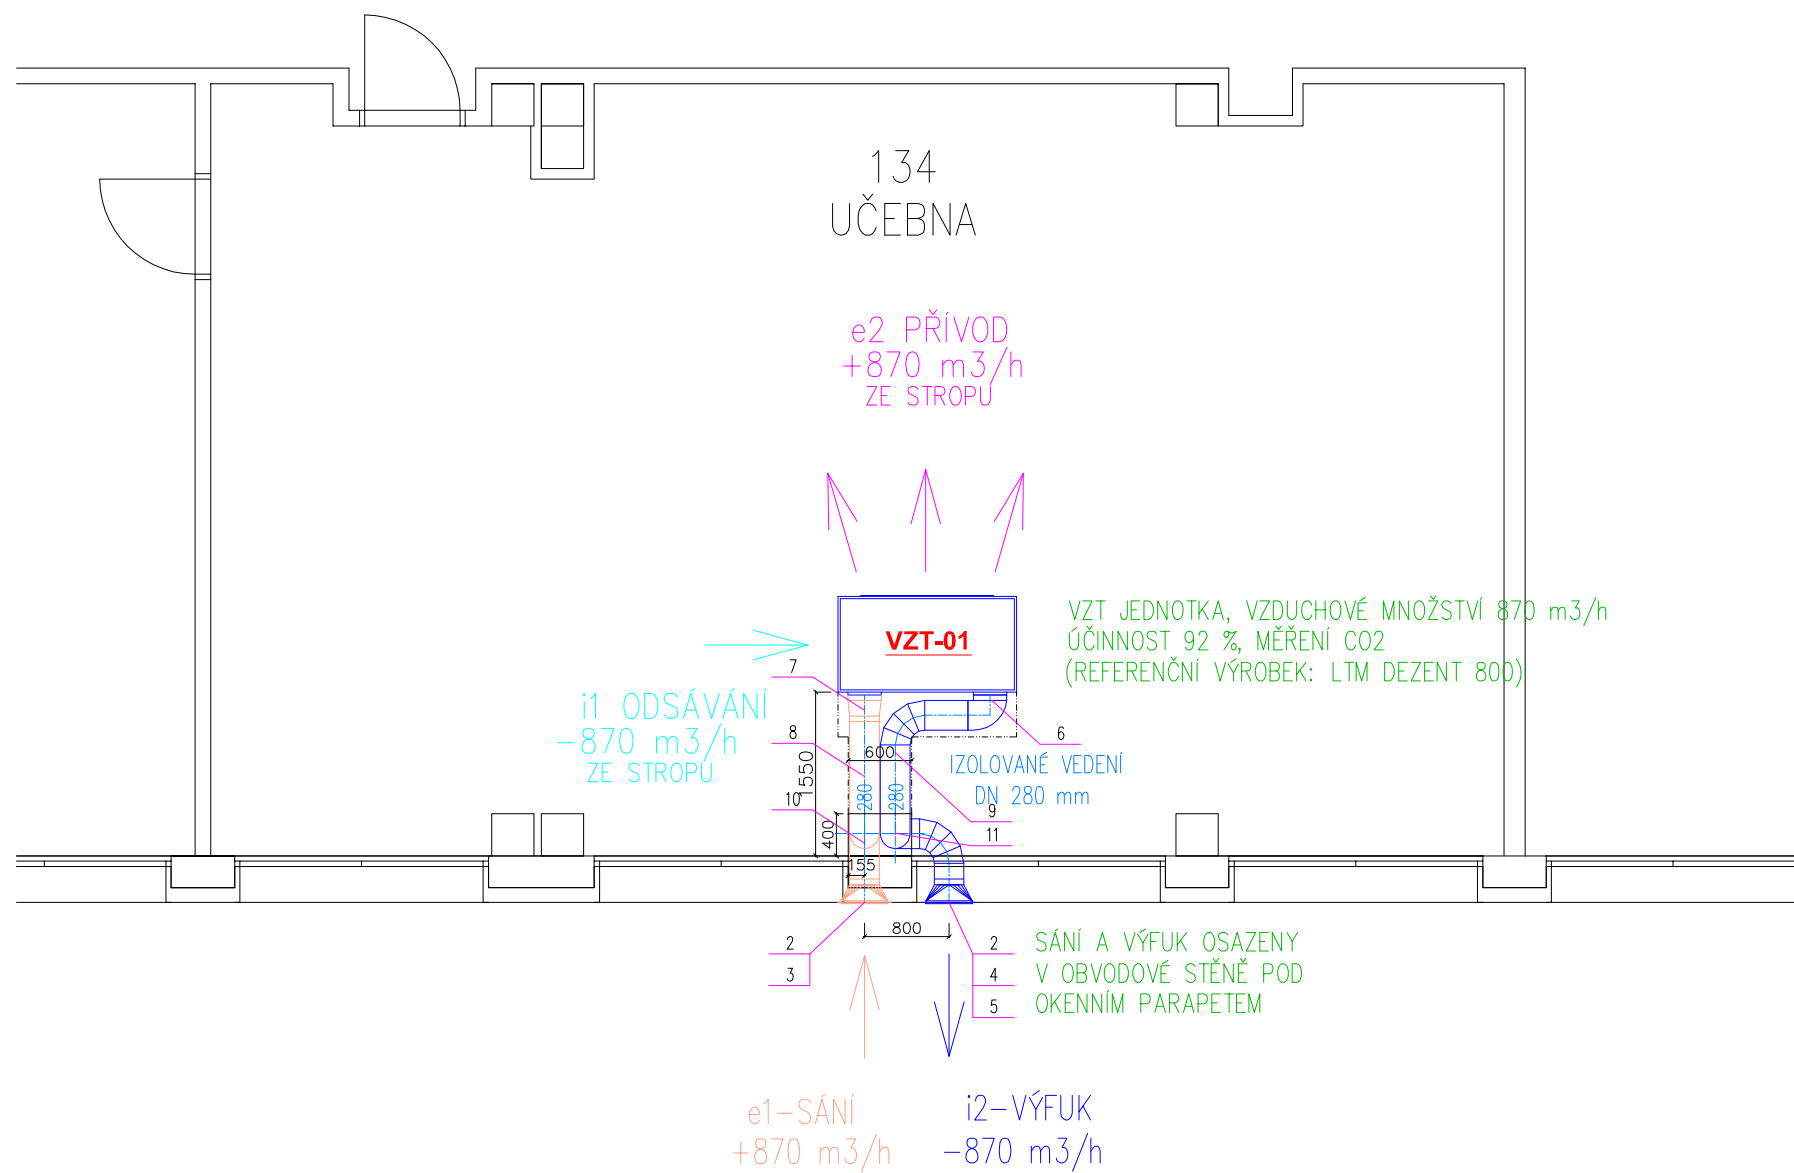 134
UČEBNA
e2 PŘÍVOD
+870 m3/h
ZE STROPU
VZT-01
VZT JEDNOTKA, VZDUCHOVÉ MNOŽSTVÍ 870 m3/h
ÚČINNOST 92 %, MĚŘENÍ CO2
(REFERENČNÍ VÝROBEK: LTM DEZENT 800)
i1 ODSÁVÁNÍ
-870 m3/h
ZE STROPU
7
8
10
1550
600
280
280
400
155
6
IZOLOVANÉ VEDENÍ
DN 280 mm
9
11
800
2
3
2
4
5
SÁNÍ A VÝFUK OSAZENY
V OBVODOVÉ STĚNĚ POD
OKENNÍM PARAPETEM
e1-SÁNÍ
+870 m3/h
i2-VÝFUK
-870 m3/h